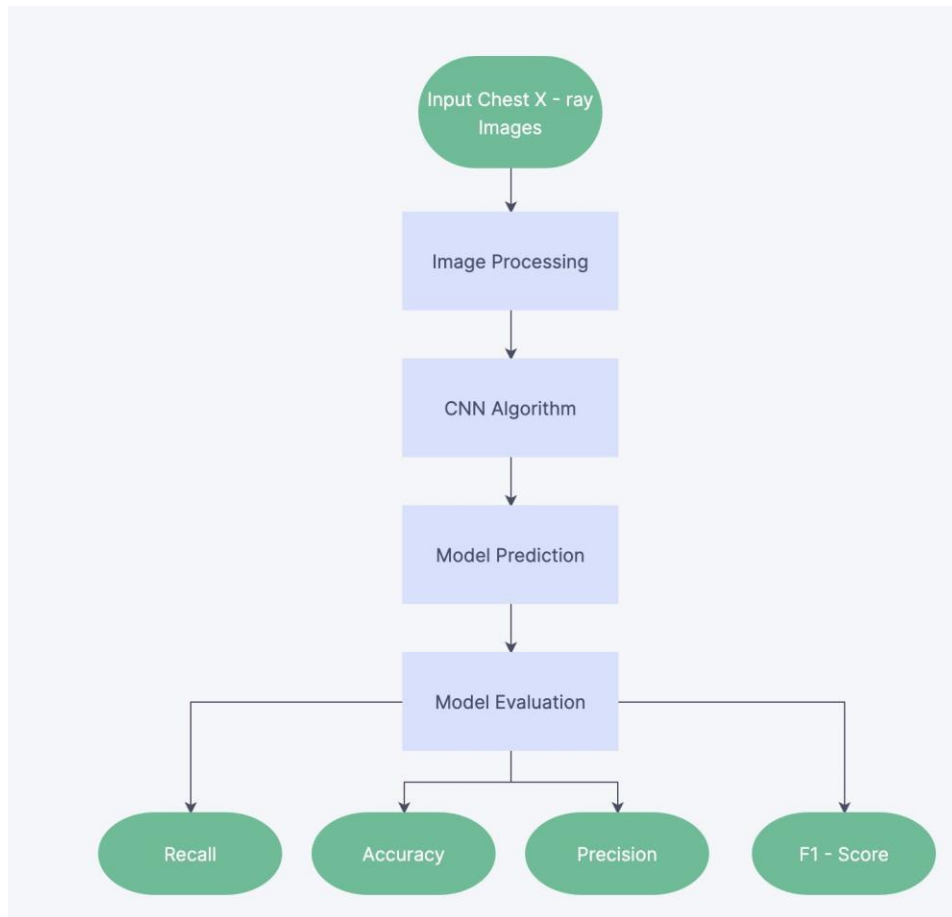 Input Chest X - ray
Images
Image Processing
CNN Algorithm
Model Prediction
Model Evaluation
Recall
Accuracy
Precision
F1 - Score